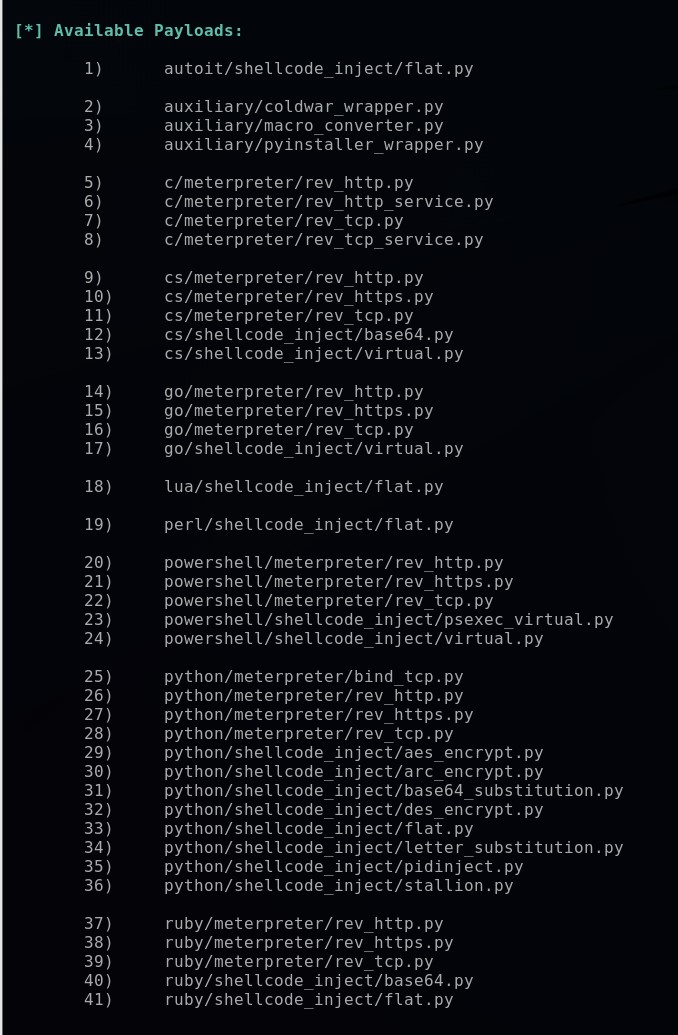 [*] Available Payloads:
1) autoit/shellcode_inject/flat.py
2) auxiliary/coldwar_wrapper.py
3) auxiliary/macro_converter.py
4) auxiliary/pyinstaller_wrapper.py
5) c/meterpreter/rev_http.py
6) c/meterpreter/rev_http_service.py
7) c/meterpreter/rev_tcp.py
8) c/meterpreter/rev_tcp_service.py
9) cs/meterpreter/rev_http.py
10) cs/meterpreter/rev_https.py
11) cs/meterpreter/rev_tcp.py
12) cs/shellcode_inject/base64.py
13) cs/shellcode_inject/virtual.py
14) go/meterpreter/rev_http.py
15) go/meterpreter/rev_https.py
16) go/meterpreter/rev_tcp.py
17) go/shellcode_inject/virtual.py
18) lua/shellcode_inject/flat.py
19) perl/shellcode_inject/flat.py
20) powershell/meterpreter/rev_http.py
21) powershell/meterpreter/rev_https.py
22) powershell/meterpreter/rev_tcp.py
23) powershell/shellcode_inject/psexec_virtual.py
24) powershell/shellcode_inject/virtual.py
25) python/meterpreter/bind_tcp.py
26) python/meterpreter/rev_http.py
27) python/meterpreter/rev_https.py
28) python/meterpreter/rev_tcp.py
29) python/shellcode_inject/aes_encrypt.py
30) python/shellcode_inject/arc_encrypt.py
31) python/shellcode_inject/base64_substitution.py
32) python/shellcode_inject/des_encrypt.py
33) python/shellcode_inject/flat.py
34) python/shellcode_inject/letter_substitution.py
35) python/shellcode_inject/pidinject.py
36) python/shellcode_inject/stallion.py
37) ruby/meterpreter/rev_http.py
38) ruby/meterpreter/rev_https.py
39) ruby/meterpreter/rev_tcp.py
40) ruby/shellcode_inject/base64.py
41) ruby/shellcode_inject/flat.py